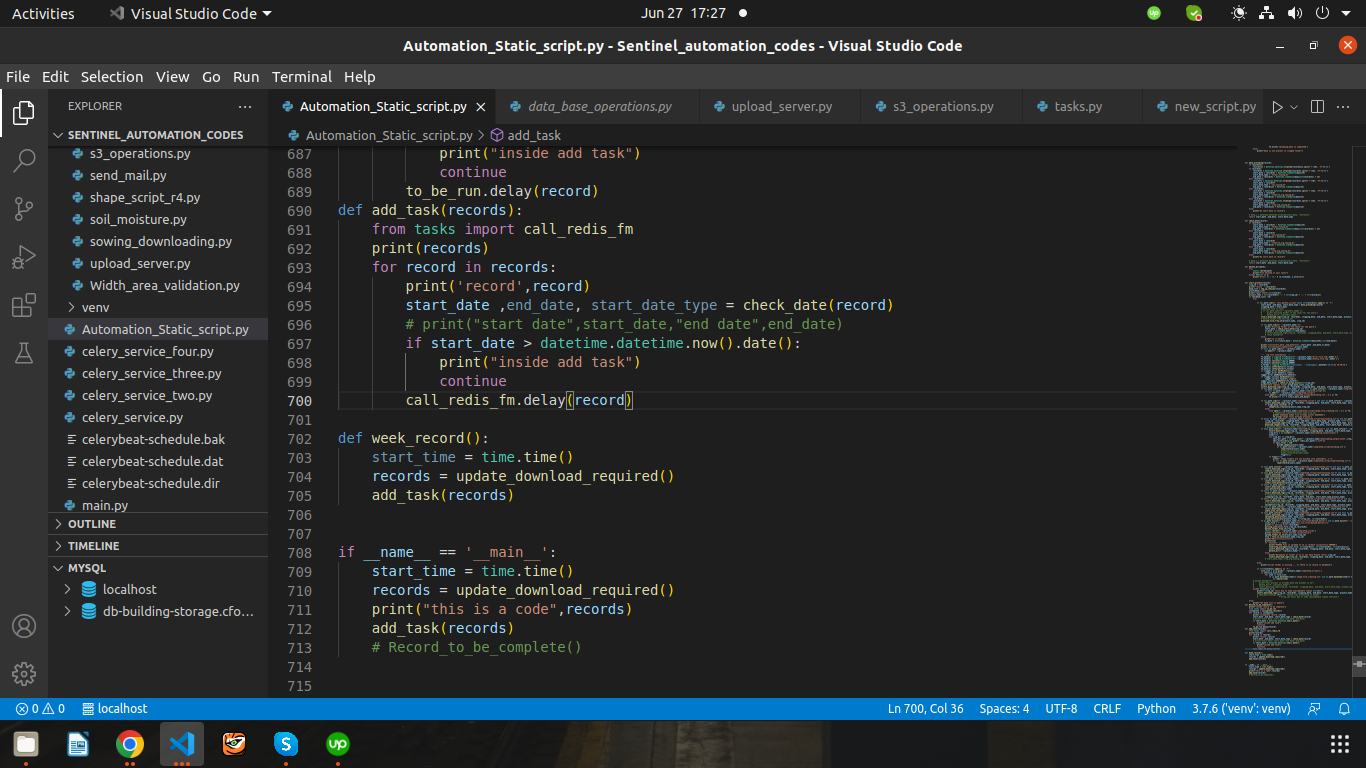 Activities
Visual Studio Code
Jun 27 17:27
Automation_Static_script.py - Sentinel_automation_codes - Visual Studio Code
File Edit Selection View Go Run Terminal Help
EXPLORER
Automation_Static_script.py
data_base_operations.py
upload_server.py
s3_operations.py
tasks.py
new_script.py
SENTINEL_AUTOMATION_CODES
Automation_Static_script.py > add_task
s3_operations.py
send_mail.py
shape_script_r4.py
soil_moisture.py
sowing_downloading.py
upload_server.py
Width_area_validation.py
venv
Automation_Static_script.py
celery_service_four.py
celery_service_three.py
celery_service_two.py
celery_service.py
celerybeat-schedule.bak
celerybeat-schedule.dat
celerybeat-schedule.dir
main.py
OUTLINE
TIMELINE
MYSQL
localhost
db-building-storage.cfo...
687 print("inside add task")
688 continue
689 to_be_run.delay(record)
690 def add_task(records):
691 from tasks import call_redis_fm
692 print(records)
693 for record in records:
694 print('record',record)
695 start_date ,end_date, start_date_type = check_date(record)
696 # print("start date",start_date,"end date",end_date)
697 if start_date > datetime.datetime.now().date():
698 print("inside add task")
699 continue
700 call_redis_fm.delay(record)
701
702 def week_record():
703 start_time = time.time()
704 records = update_download_required()
705 add_task(records)
706
707
708 if __name__ == '__main__':
709 start_time = time.time()
710 records = update_download_required()
711 print("this is a code",records)
712 add_task(records)
713 # Record_to_be_complete()
714
715
0 0 localhost
Ln 700, Col 36 Spaces: 4 UTF-8 CRLF Python 3.7.6 ('venv': venv)
up